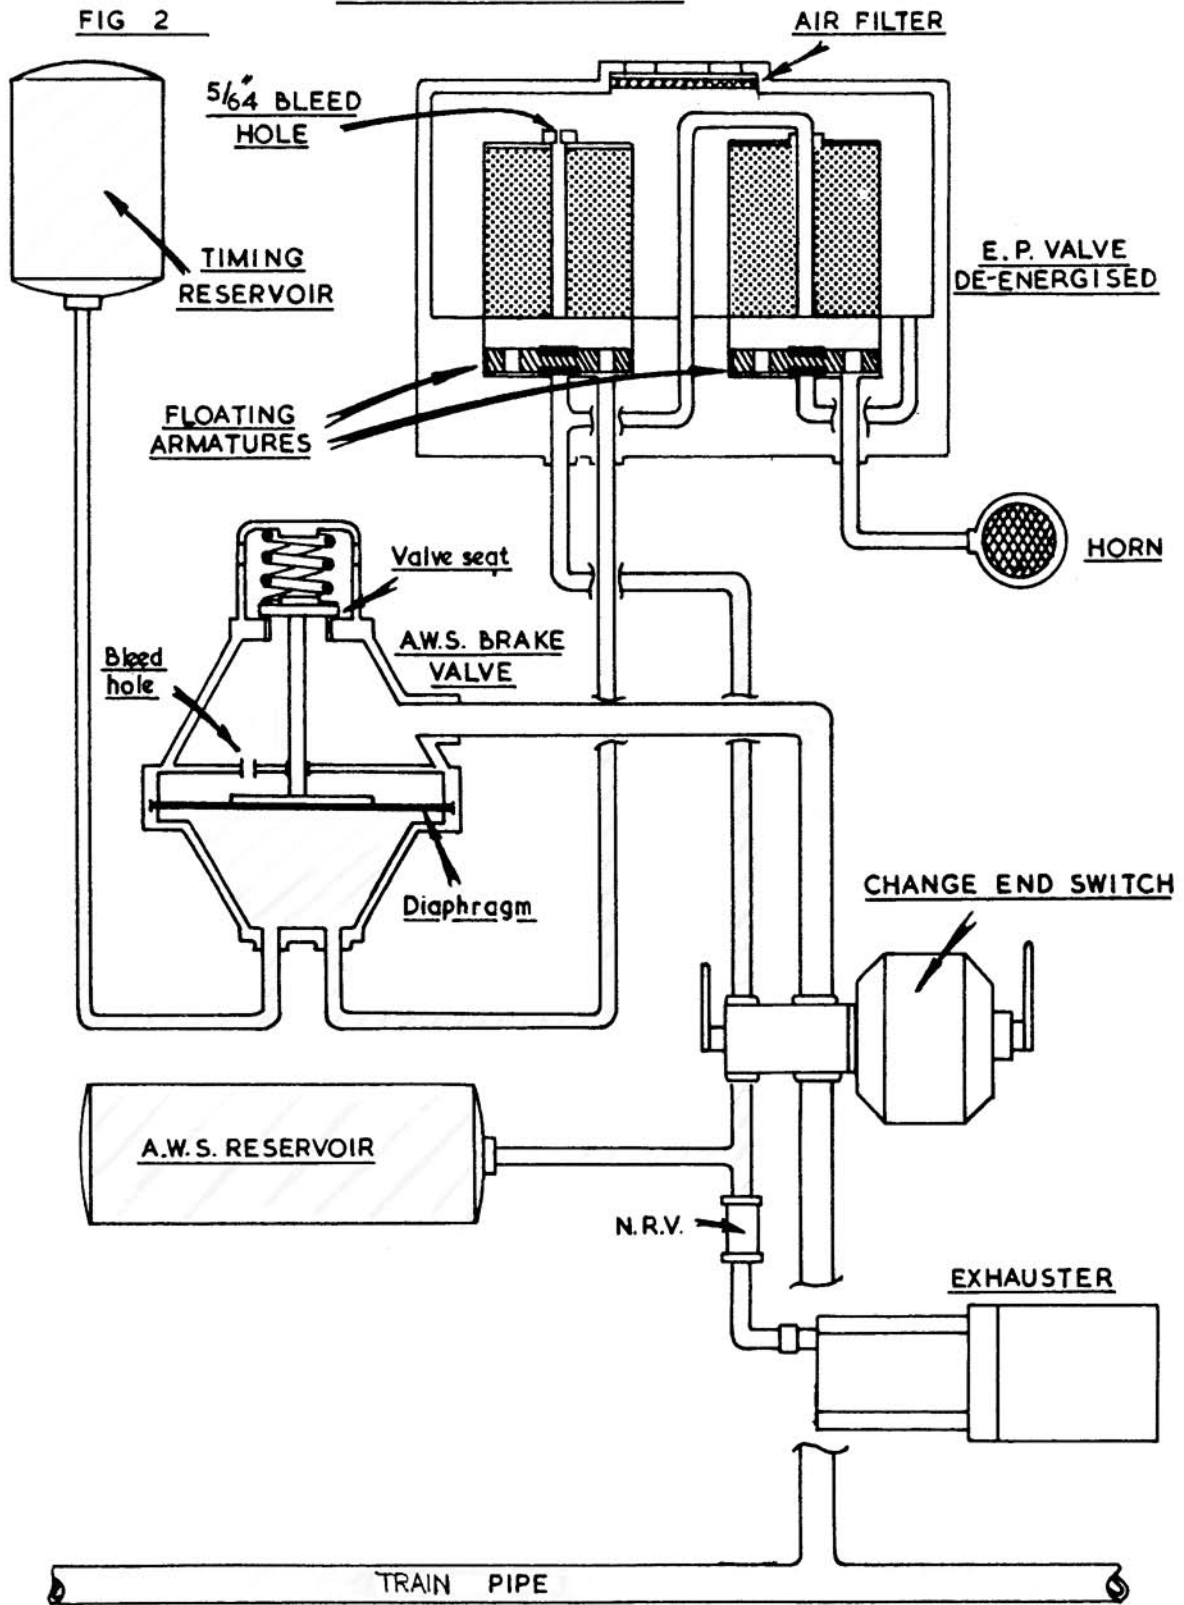 FIG 2
AIR FILTER
5/64" BLEED
HOLE
TIMING
RESERVOIR
E.P. VALVE
DE-ENERGISED
FLOATING
ARMATURES
HORN
Valve seat
A.W.S. BRAKE
VALVE
Bleed
hole
Diaphragm
CHANGE END SWITCH
A.W.S. RESERVOIR
N.R.V.
EXHAUSTER
TRAIN PIPE